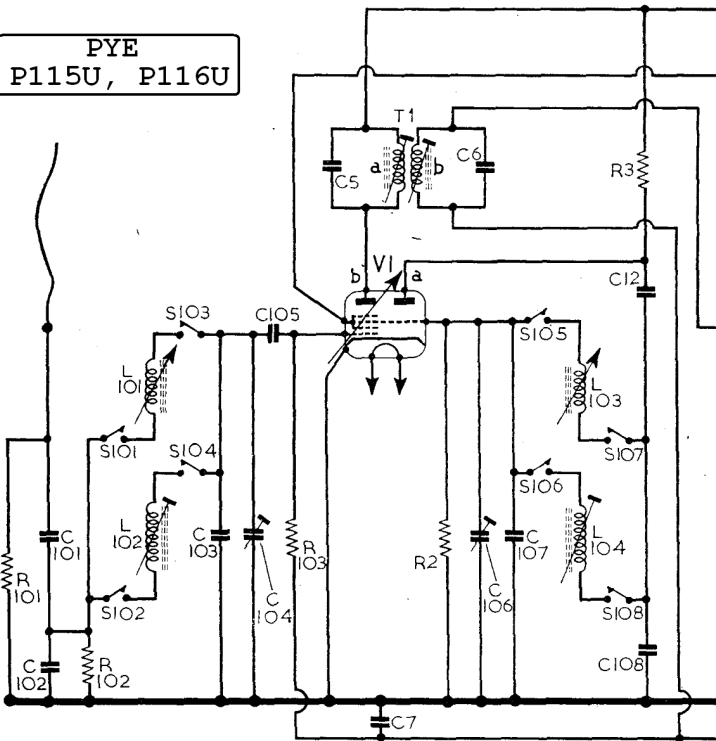 PYE
P115U, P116U
T1
C5
a
b
C6
R3
b
V1
a
C12
S103
C105
S105
L
101
L
103
S101
S104
S107
S106
L
102
C
103
R
103
R2
C
107
L
104
C
101
R
101
C
104
C
106
S102
S108
C
102
R
102
C108
C7